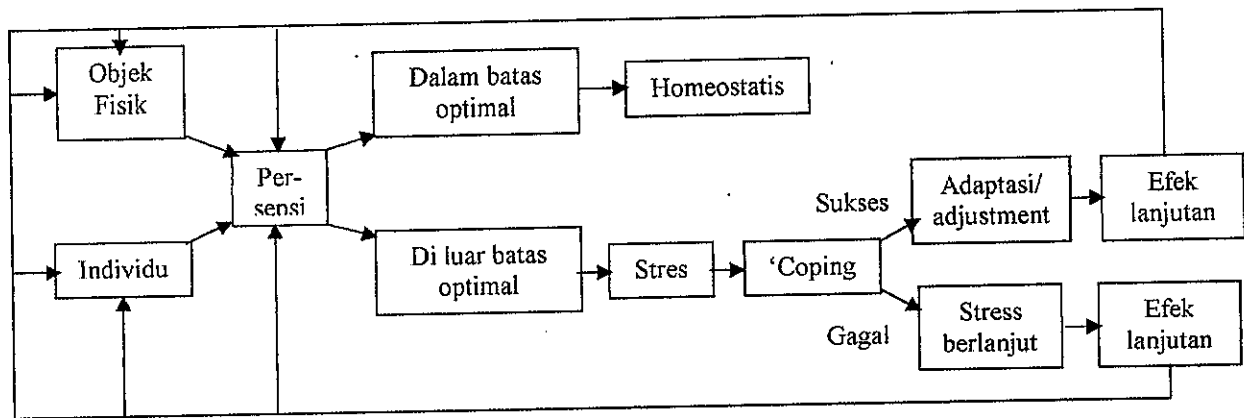 Objek
Fisik
Dalam batas
optimal
Homeostatis
Per-
sensi
Individu
Di luar batas
optimal
Stres
'Coping
Sukses
Adaptasi/
adjustment
Efek
lanjutan
Gagal
Stress
berlanjut
Efek
lanjutan